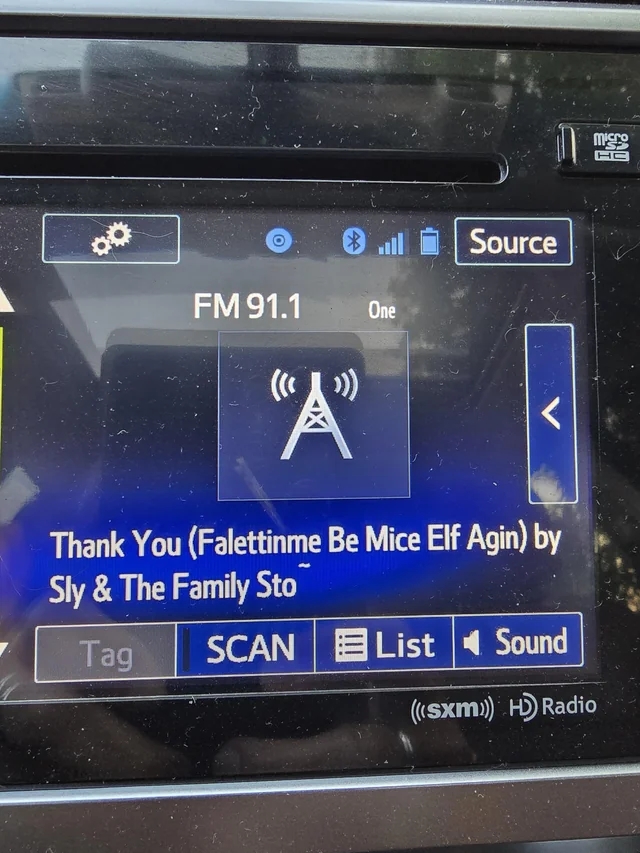 micro
SD
HC
Source
FM 91.1 One
Thank You (Falettinme Be Mice Elf Agin) by
Sly & The Family Sto~
Tag SCAN List Sound
((sxm)) HD Radio